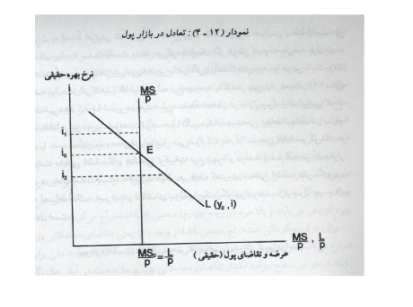 نمودار (۱۲ - ۴) : تعادل در بازار پول
نرخ بهره حقیقی
i
MS/P
i₁
i₀
E
i₂
L (y₀ , i)
MS/P , L/P
MS₀/P = L/P
عرضه و تقاضای پول (حقیقی)